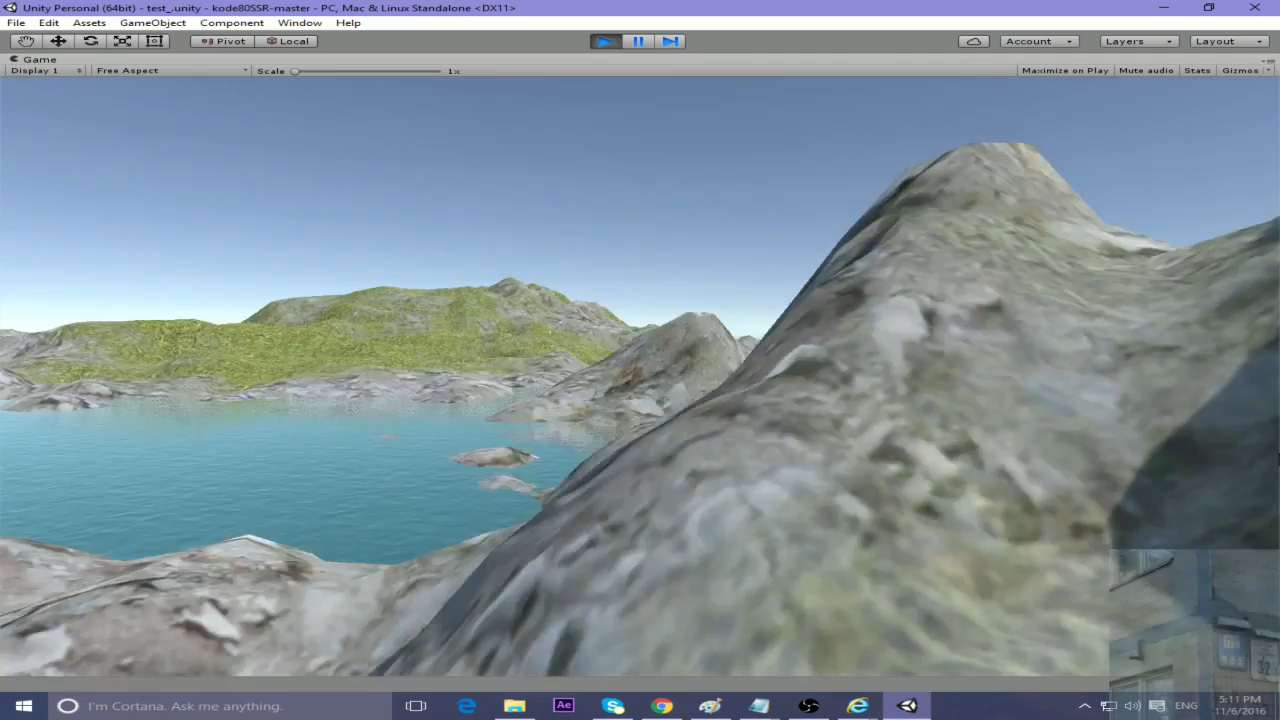 Unity Personal (64bit) - test_.unity - kode80SSR-master - PC, Mac & Linux Standalone <DX11>
File Edit Assets GameObject Component Window Help
Pivot Local Account Layers Layout
Game
Display 1 Free Aspect Scale 1x Maximize on Play Mute audio Stats Gizmos
32
I'm Cortana. Ask me anything. Ae ENG 5:11 PM
11/6/2016